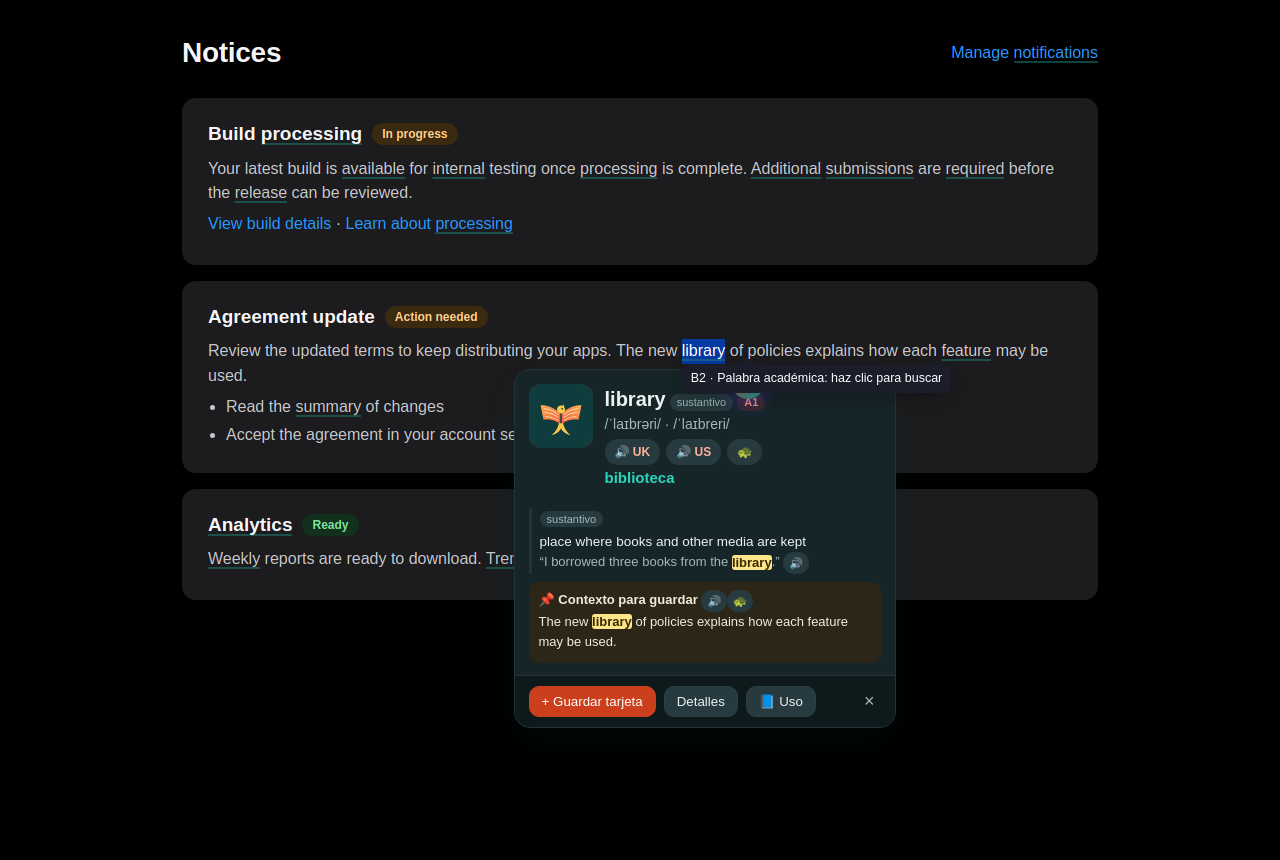 Notices
Manage notifications
Build processing In progress
Your latest build is available for internal testing once processing is complete. Additional submissions are required before
the release can be reviewed.
View build details · Learn about processing
Agreement update Action needed
Review the updated terms to keep distributing your apps. The new library of policies explains how each feature may be
used.
B2 · Palabra académica: haz clic para buscar
Read the summary of changes
Accept the agreement in your account se
library sustantivo A1
/ˈlaɪbrəri/ · /ˈlaɪbreri/
🔊 UK 🔊 US 🐢
biblioteca
Analytics Ready
Weekly reports are ready to download. Tren
sustantivo
place where books and other media are kept
“I borrowed three books from the library.” 🔊
📌 Contexto para guardar 🔊 🐢
The new library of policies explains how each feature
may be used.
+ Guardar tarjeta Detalles 📘 Uso ×